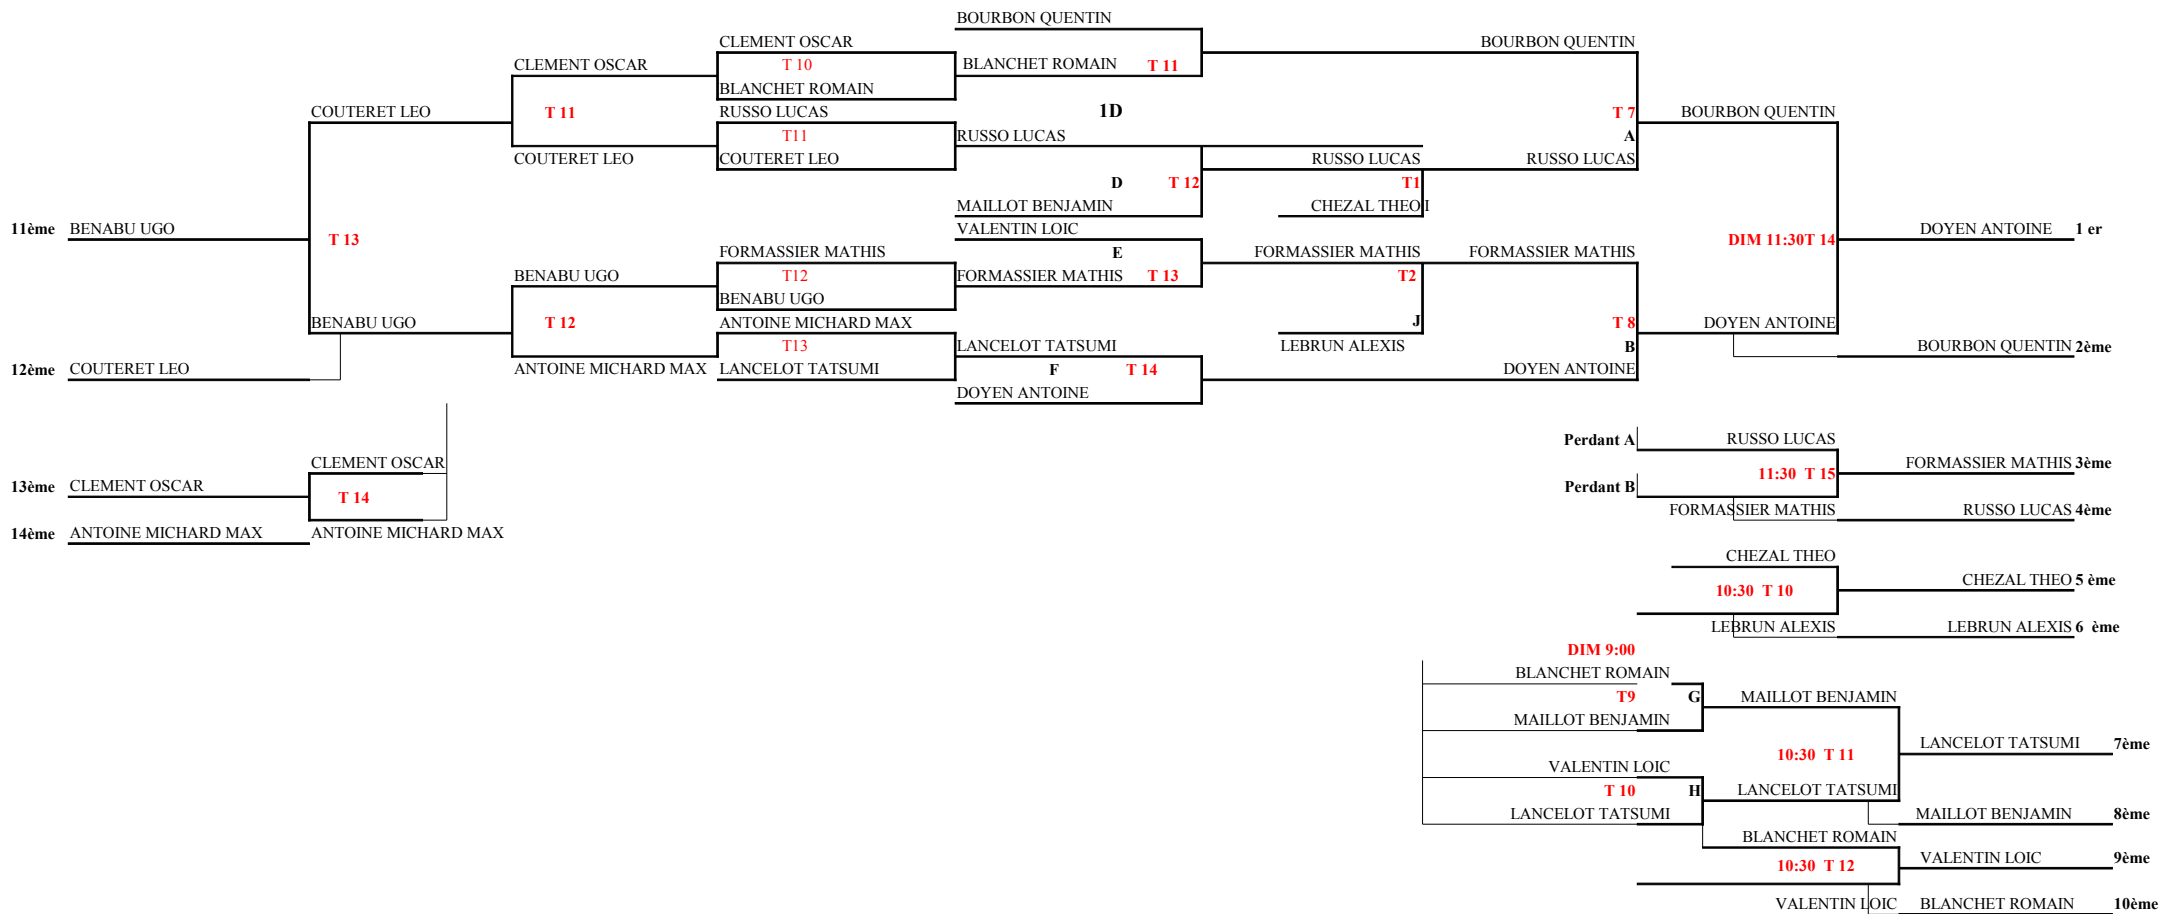 BOURBON QUENTIN
CLEMENT OSCAR
BOURBON QUENTIN
CLEMENT OSCAR
T 10
BLANCHET ROMAIN
T 11
BLANCHET ROMAIN
COUTERET LEO
T 11
RUSSO LUCAS
1D
T 7
BOURBON QUENTIN
T11
RUSSO LUCAS
A
COUTERET LEO
COUTERET LEO
RUSSO LUCAS
RUSSO LUCAS
D
T 12
T1
MAILLOT BENJAMIN
CHEZAL THEO I
11ème
BENABU UGO
T 13
VALENTIN LOIC
DIM 11:30T 14
DOYEN ANTOINE
1 er
FORMASSIER MATHIS
E
FORMASSIER MATHIS
FORMASSIER MATHIS
BENABU UGO
T12
FORMASSIER MATHIS
T 13
T2
BENABU UGO
BENABU UGO
T 12
ANTOINE MICHARD MAX
J
T 8
DOYEN ANTOINE
T13
LANCELOT TATSUMI
LEBRUN ALEXIS
B
BOURBON QUENTIN
2ème
12ème
COUTERET LEO
ANTOINE MICHARD MAX
LANCELOT TATSUMI
F
T 14
DOYEN ANTOINE
DOYEN ANTOINE
Perdant A
RUSSO LUCAS
CLEMENT OSCAR
11:30 T 15
FORMASSIER MATHIS
3ème
13ème
CLEMENT OSCAR
T 14
Perdant B
FORMASSIER MATHIS
RUSSO LUCAS
4ème
14ème
ANTOINE MICHARD MAX
ANTOINE MICHARD MAX
CHEZAL THEO
10:30 T 10
CHEZAL THEO
5 ème
LEBRUN ALEXIS
LEBRUN ALEXIS
6 ème
DIM 9:00
BLANCHET ROMAIN
T9
G
MAILLOT BENJAMIN
MAILLOT BENJAMIN
10:30 T 11
LANCELOT TATSUMI
7ème
VALENTIN LOIC
T 10
H
LANCELOT TATSUMI
LANCELOT TATSUMI
MAILLOT BENJAMIN
8ème
BLANCHET ROMAIN
10:30 T 12
VALENTIN LOIC
9ème
VALENTIN LOIC
BLANCHET ROMAIN
10ème